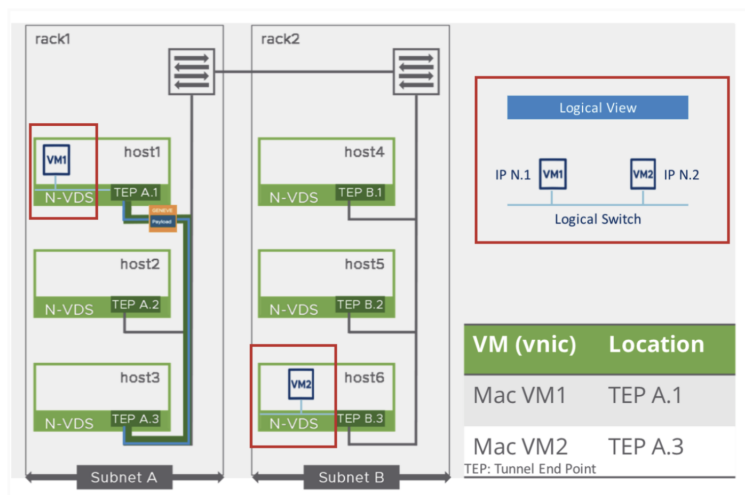 rack1
rack2
host1
VM1
N-VDS
TEP A.1
GENEVE
Payload
host2
N-VDS
TEP A.2
host3
N-VDS
TEP A.3
Subnet A
host4
N-VDS
TEP B.1
host5
N-VDS
TEP B.2
host6
VM2
N-VDS
TEP B.3
Subnet B
Logical View
IP N.1 VM1 VM2 IP N.2
Logical Switch
VM (vnic) Location
Mac VM1 TEP A.1
Mac VM2 TEP A.3
TEP: Tunnel End Point